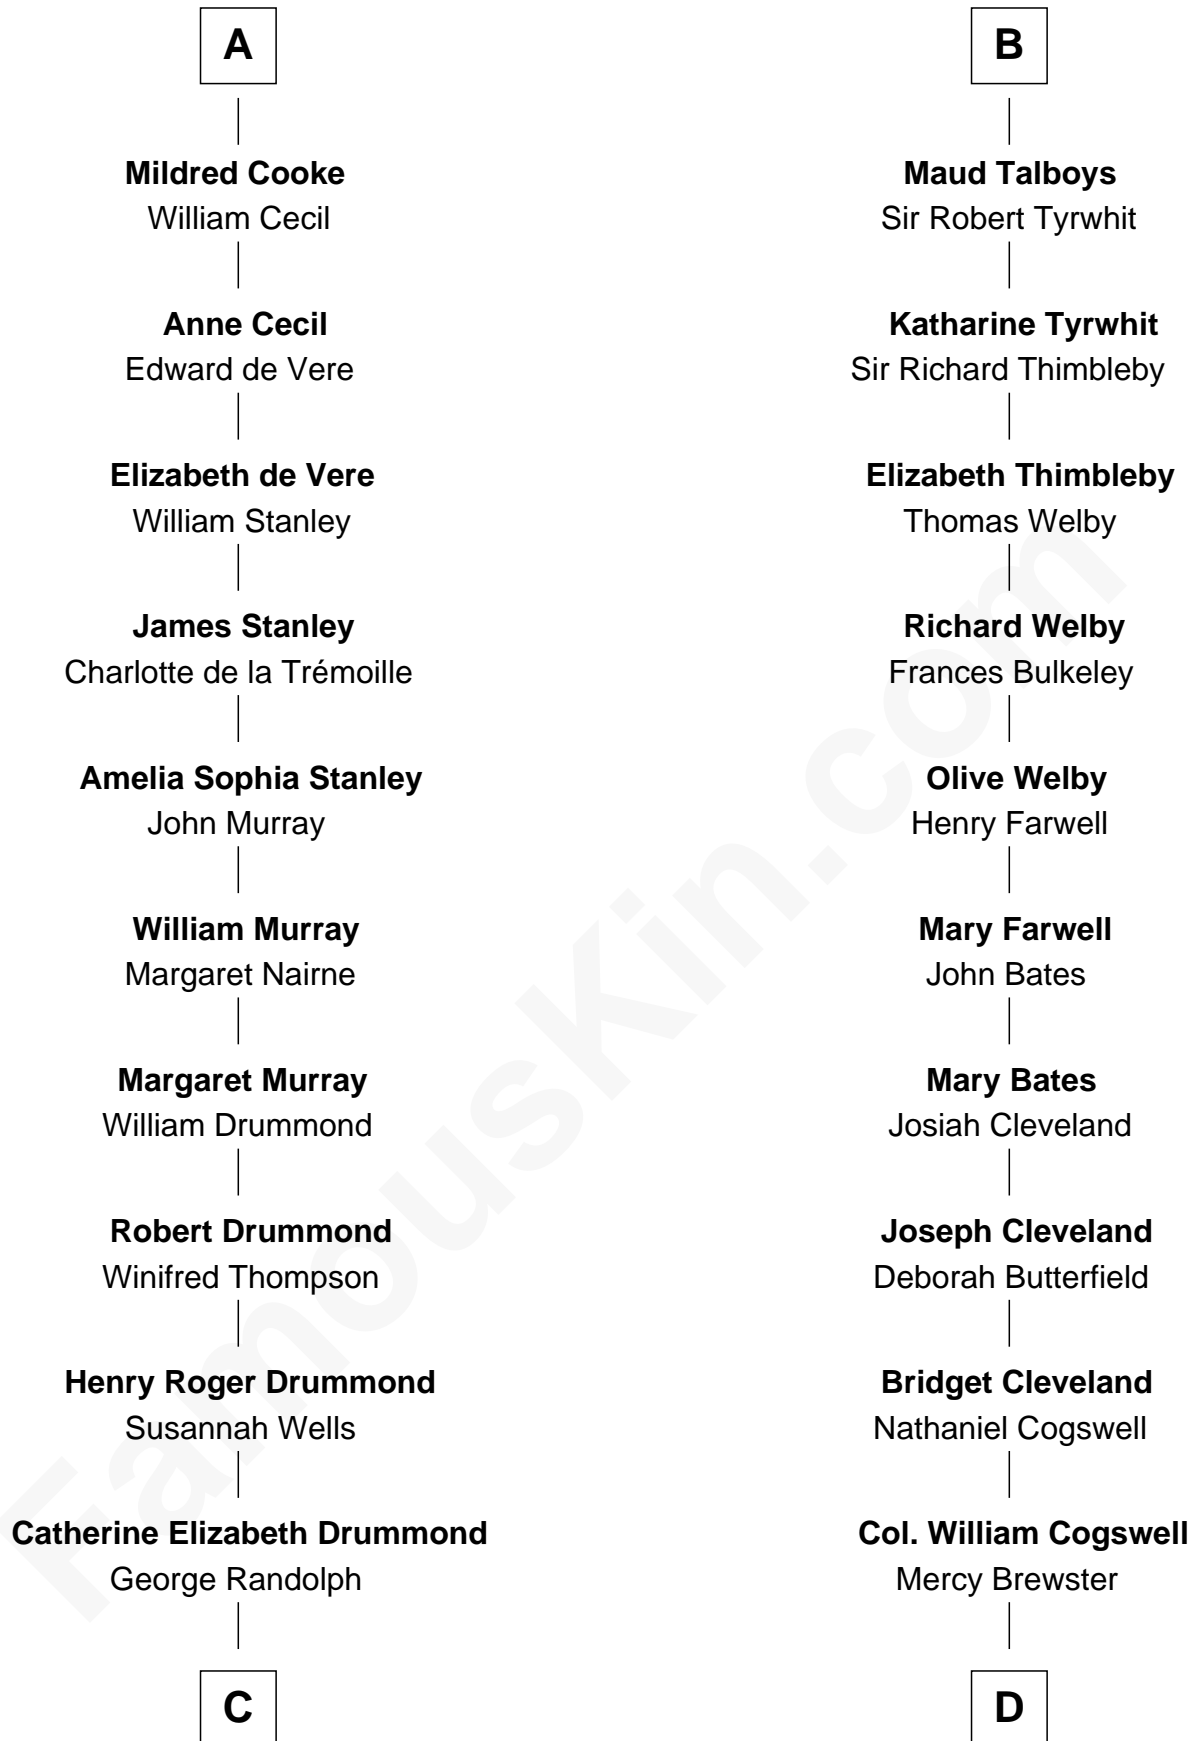 A
Mildred Cooke
William Cecil
Anne Cecil
Edward de Vere
Elizabeth de Vere
William Stanley
James Stanley
Charlotte de la Trémoille
Amelia Sophia Stanley
John Murray
William Murray
Margaret Nairne
Margaret Murray
William Drummond
Robert Drummond
Winifred Thompson
Henry Roger Drummond
Susannah Wells
Catherine Elizabeth Drummond
George Randolph
C
B
Maud Talboys
Sir Robert Tyrwhit
Katharine Tyrwhit
Sir Richard Thimbleby
Elizabeth Thimbleby
Thomas Welby
Richard Welby
Frances Bulkeley
Olive Welby
Henry Farwell
Mary Farwell
John Bates
Mary Bates
Josiah Cleveland
Joseph Cleveland
Deborah Butterfield
Bridget Cleveland
Nathaniel Cogswell
Col. William Cogswell
Mercy Brewster
D
FamousKin.com